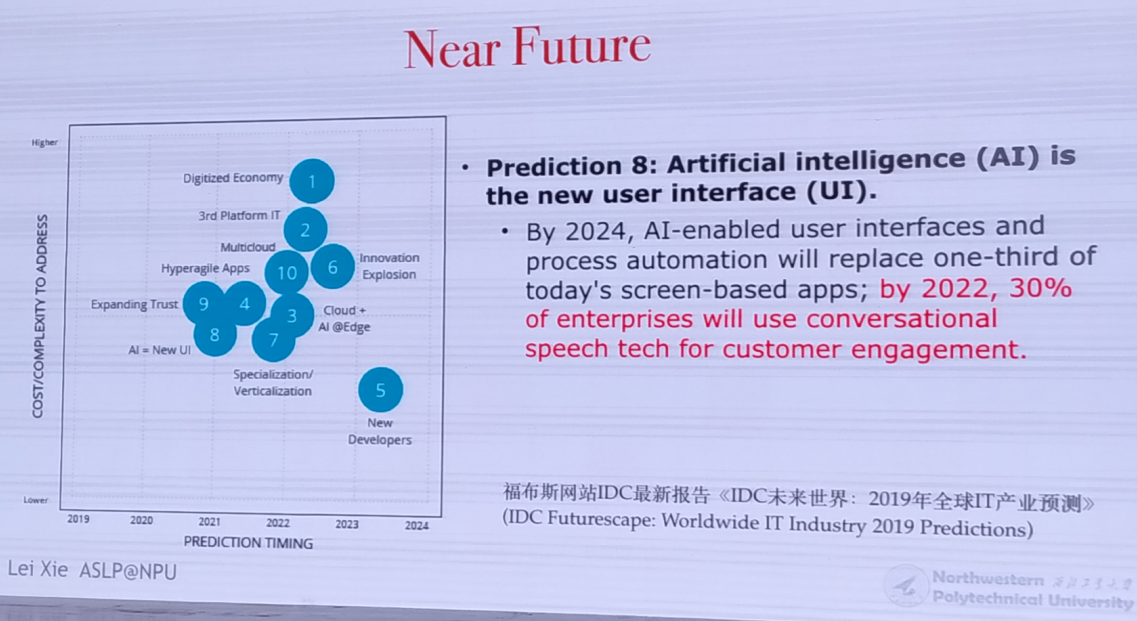 Near Future
Higher
Digitized Economy
1
3rd Platform IT
2
Multicloud
10
6
Innovation
Explosion
Hyperagile Apps
Expanding Trust
9
4
3
Cloud +
AI @Edge
8
7
AI = New UI
Specialization/
Verticalization
5
New
Developers
Lower
COST/COMPLEXITY TO ADDRESS
2019 2020 2021 2022 2023 2024
PREDICTION TIMING
• Prediction 8: Artificial intelligence (AI) is
the new user interface (UI).
• By 2024, AI-enabled user interfaces and
process automation will replace one-third of
today's screen-based apps; by 2022, 30%
of enterprises will use conversational
speech tech for customer engagement.
福布斯网站IDC最新报告《IDC未来世界：2019年全球IT产业预测》
(IDC Futurescape: Worldwide IT Industry 2019 Predictions)
Lei Xie ASLP@NPU
Northwestern 西北工业大学
Polytechnical University